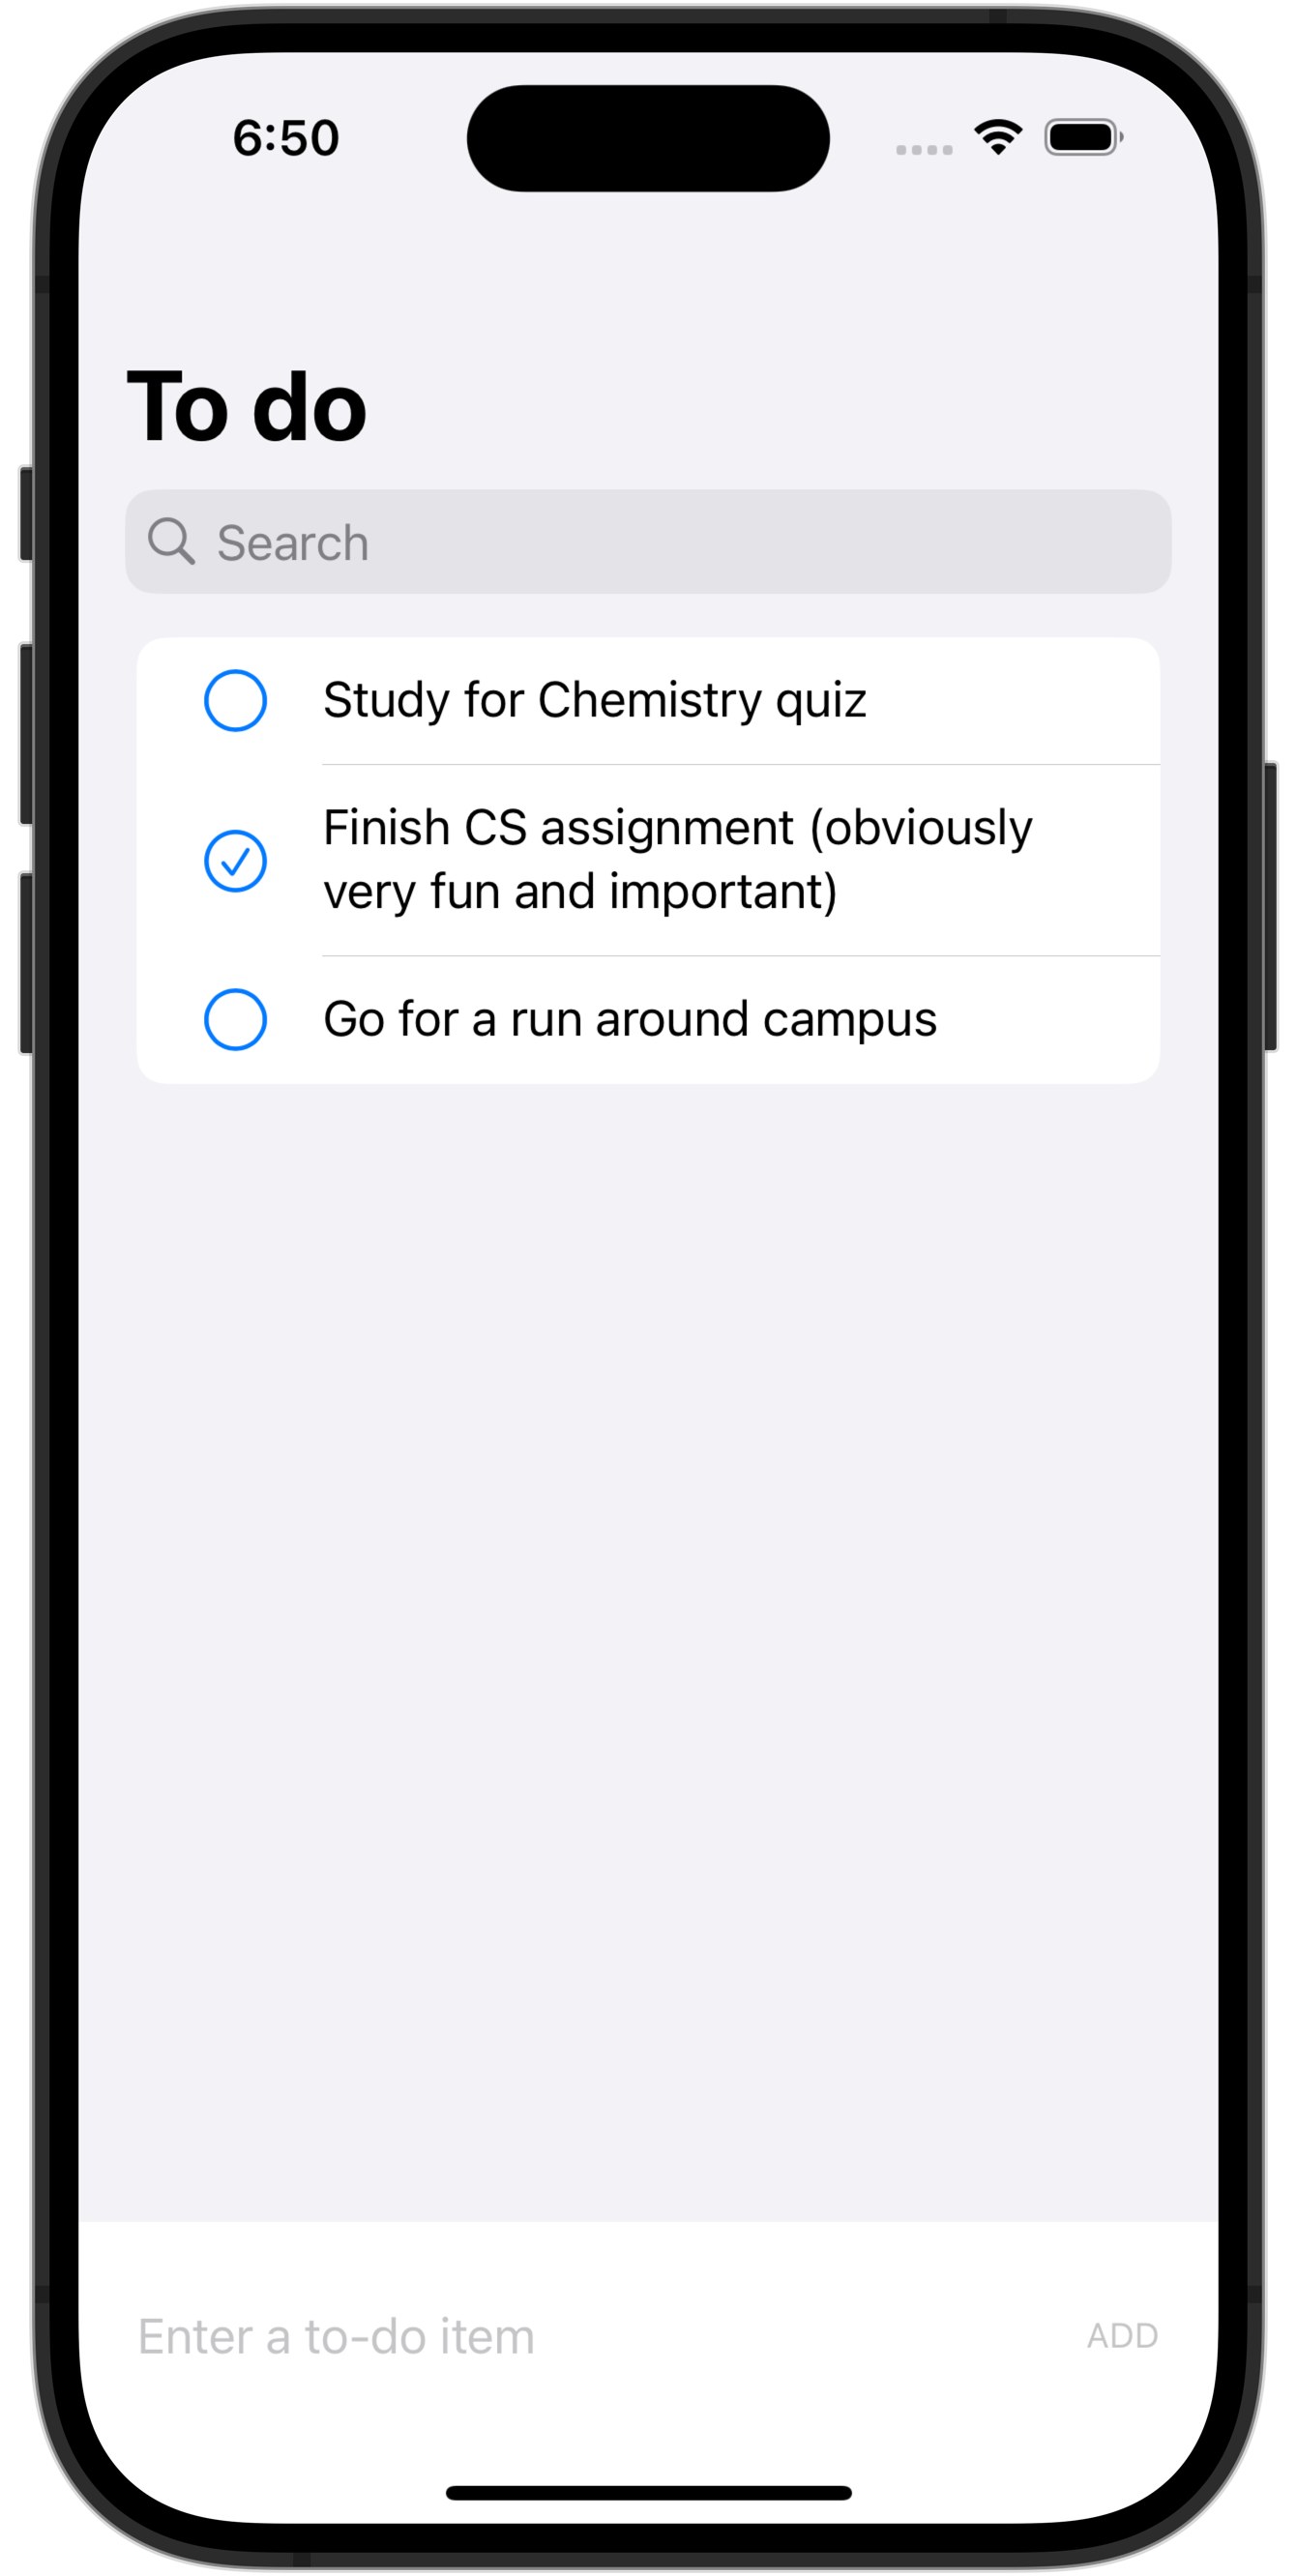 6:50
To do
Search
Study for Chemistry quiz
Finish CS assignment (obviously
very fun and important)
Go for a run around campus
Enter a to-do item ADD